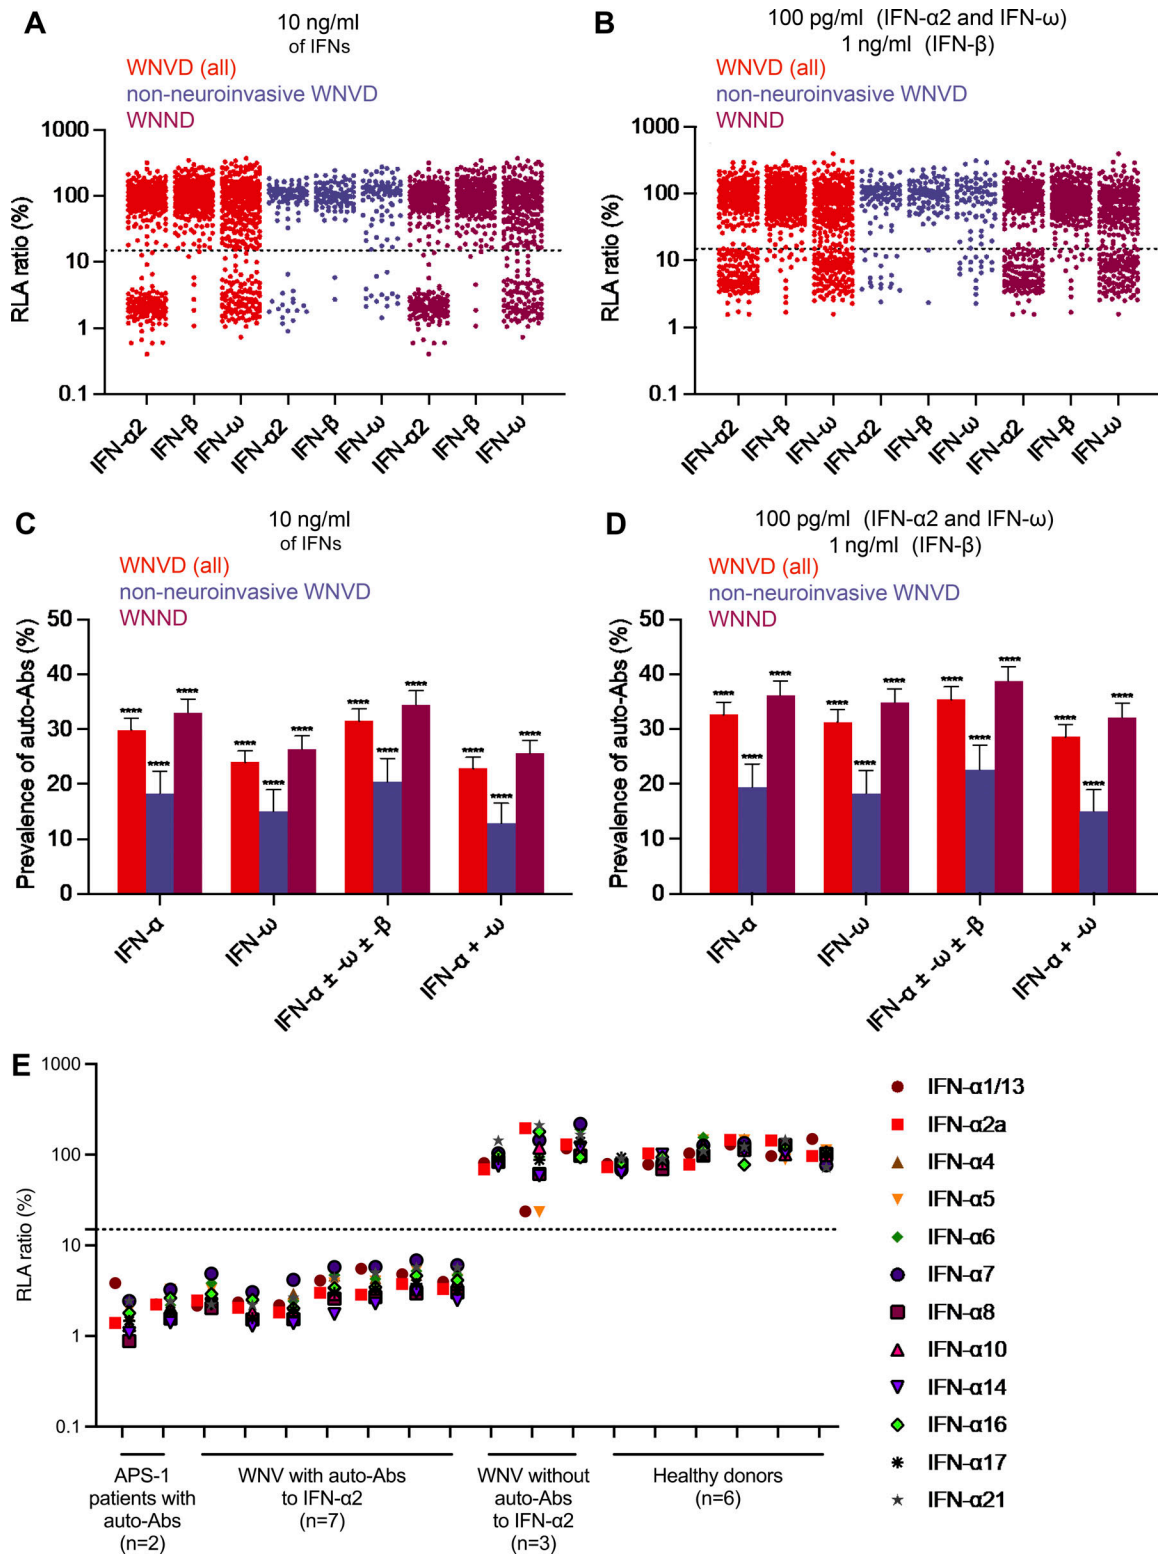 A
10 ng/ml
of IFNs
WNVD (all)
non-neuroinvasive WNVD
WNND
RLA ratio (%)
1000
100
10
1
0.1
IFN-α2
IFN-β
IFN-ω
IFN-α2
IFN-β
IFN-ω
IFN-α2
IFN-β
IFN-ω
B
100 pg/ml (IFN-α2 and IFN-ω)
1 ng/ml (IFN-β)
WNVD (all)
non-neuroinvasive WNVD
WNND
RLA ratio (%)
1000
100
10
1
0.1
IFN-α2
IFN-β
IFN-ω
IFN-α2
IFN-β
IFN-ω
IFN-α2
IFN-β
IFN-ω
C
10 ng/ml
of IFNs
WNVD (all)
non-neuroinvasive WNVD
WNND
Prevalence of auto-Abs (%)
50
40
30
20
10
0
**** **** **** **** **** **** **** **** **** **** **** ****
IFN-α
IFN-ω
IFN-α ± -ω ± -β
IFN-α + -ω
D
100 pg/ml (IFN-α2 and IFN-ω)
1 ng/ml (IFN-β)
WNVD (all)
non-neuroinvasive WNVD
WNND
Prevalence of auto-Abs (%)
50
40
30
20
10
0
**** **** **** **** **** **** **** **** **** **** **** ****
IFN-α
IFN-ω
IFN-α ± -ω ± -β
IFN-α + -ω
E
RLA ratio (%)
1000
100
10
1
0.1
APS-1
patients with
auto-Abs
(n=2)
WNV with auto-Abs
to IFN-α2
(n=7)
WNV without
auto-Abs
to IFN-α2
(n=3)
Healthy donors
(n=6)
IFN-α1/13
IFN-α2a
IFN-α4
IFN-α5
IFN-α6
IFN-α7
IFN-α8
IFN-α10
IFN-α14
IFN-α16
IFN-α17
IFN-α21